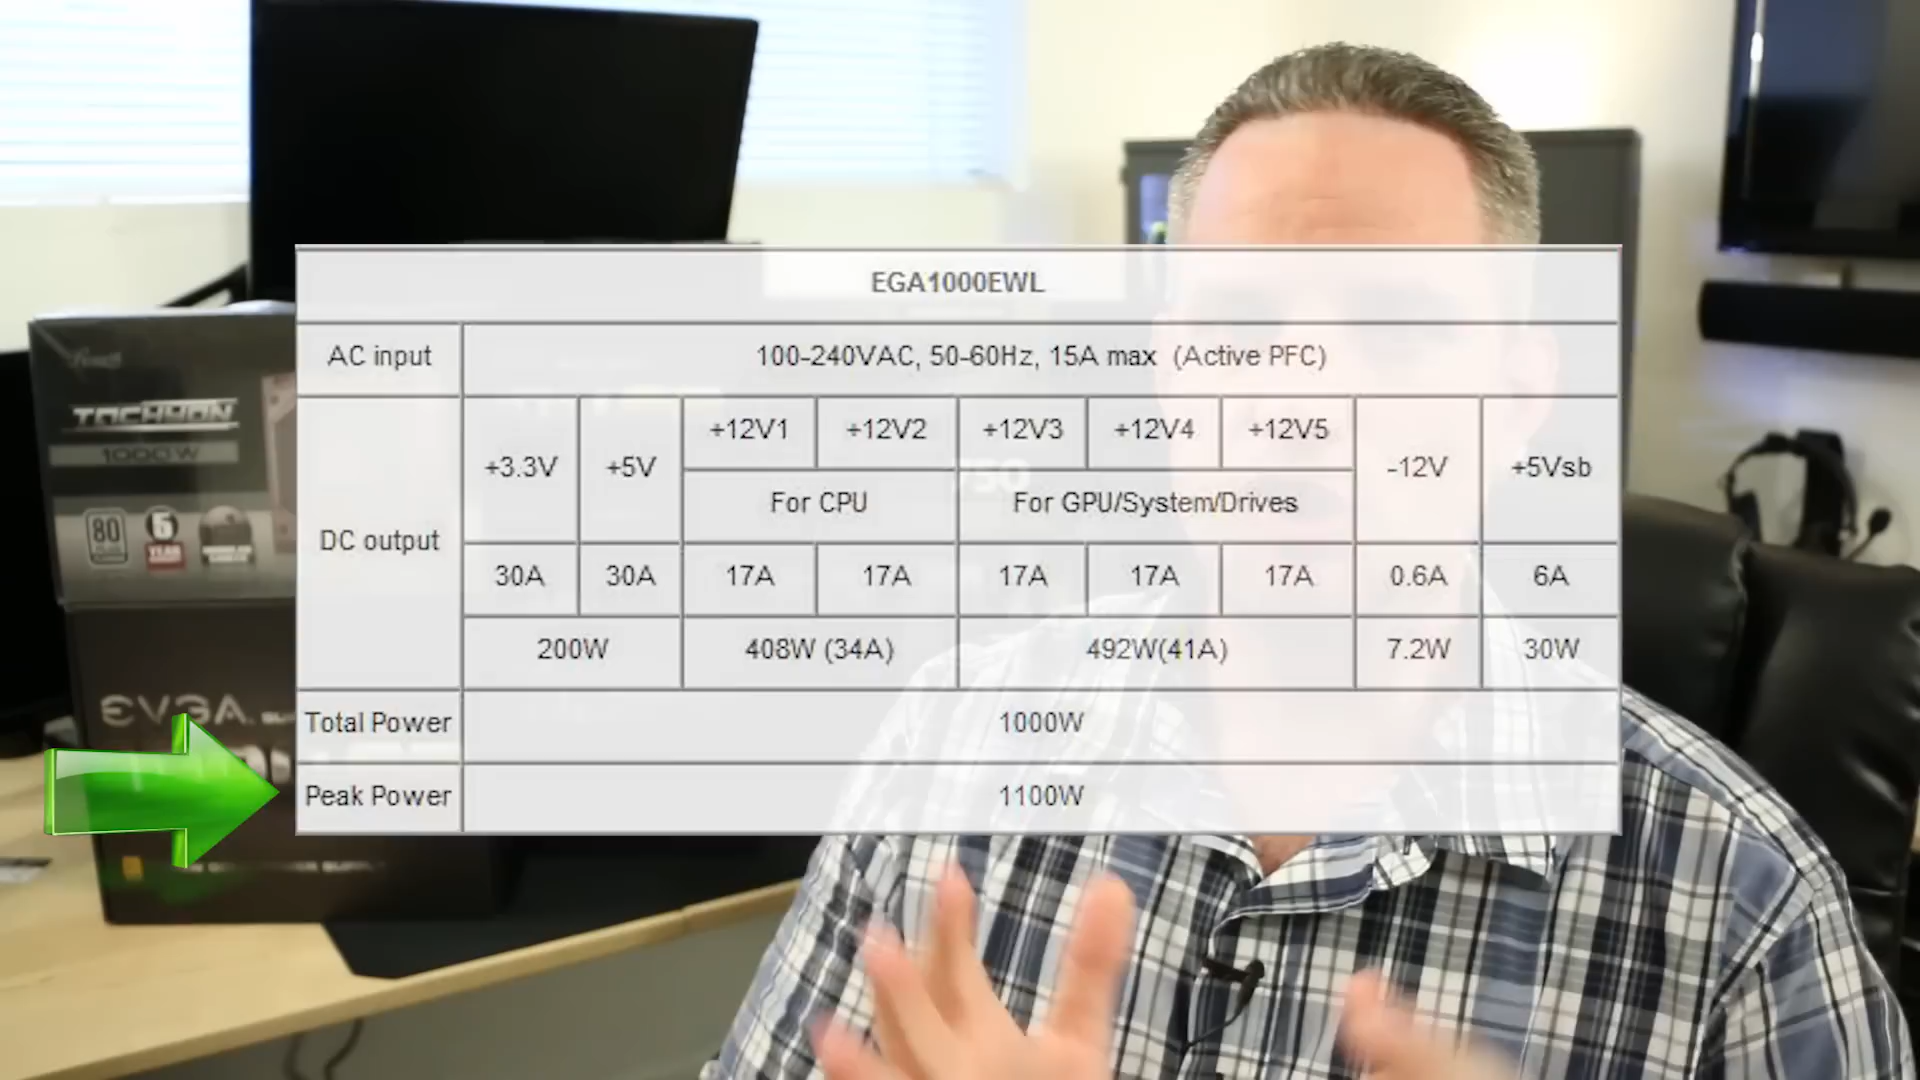 EGA1000EWL
AC input 100-240VAC, 50-60Hz, 15A max (Active PFC)
DC output +3.3V +5V +12V1 +12V2 +12V3 +12V4 +12V5 -12V +5Vsb
For CPU For GPU/System/Drives
30A 30A 17A 17A 17A 17A 17A 0.6A 6A
200W 408W (34A) 492W(41A) 7.2W 30W
Total Power 1000W
Peak Power 1100W
TACHYON
1000W
80
5
YEAR
EVGA
750